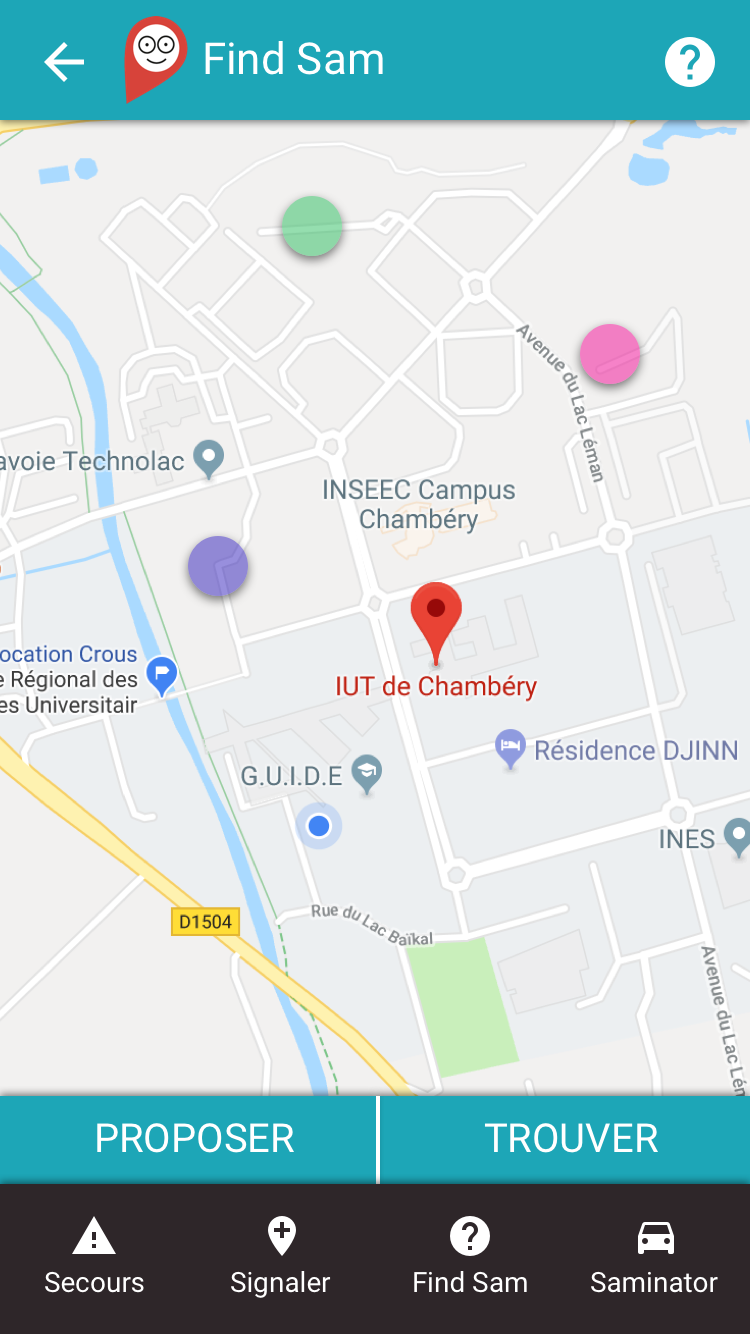 Find Sam
?
Avenue du Lac Léman
avoie Technolac
INSEEC Campus
Chambéry
ocation Crous
e Régional des
es Universitair
IUT de Chambéry
G.U.I.D.E
Résidence DJINN
INES
Rue du Lac Baïkal
D1504
Avenue du Lac Lén
PROPOSER
TROUVER
Secours
Signaler
Find Sam
Saminator